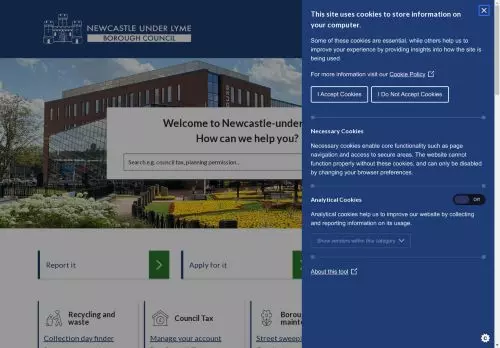 NEWCASTLE UNDER LYME
BOROUGH COUNCIL
Welcome to Newcastle-under-
How can we help you?
Search e.g. council tax, planning permission...
Report it
Apply for it
Recycling and
waste
Collection day finder
Council Tax
Manage your account
Borou
mainte
Street sweep
This site uses cookies to store information on
your computer.
Some of these cookies are essential, while others help us to
improve your experience by providing insights into how the site is
being used
For more information visit our Cookie Policy
I Accept Cookies
I Do Not Accept Cookies
Necessary Cookies
Necessary cookies enable core functionality such as page
navigation and access to secure areas. The website cannot
function properly without these cookies, and can only be disabled
by changing your browser preferences.
Analytical Cookies
Off
Analytical cookies help us to improve our website by collecting
and reporting information on its usage.
Show vendors within this category
About this tool